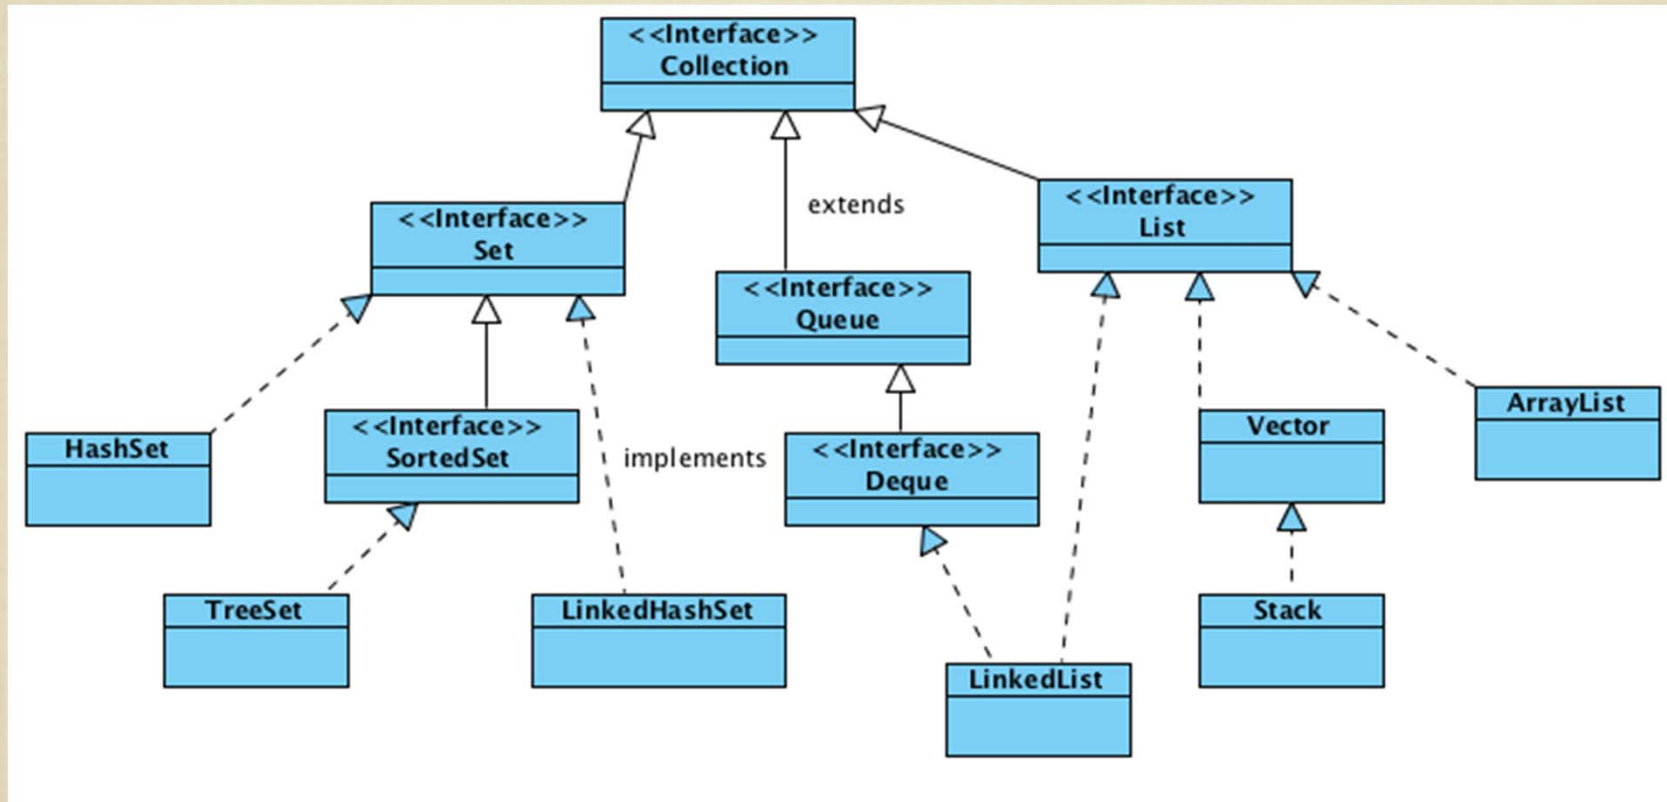 <<Interface>>
Collection
<<Interface>>
Set
extends
<<Interface>>
List
<<Interface>>
Queue
HashSet
<<Interface>>
SortedSet
implements
<<Interface>>
Deque
Vector
ArrayList
TreeSet
LinkedHashSet
LinkedList
Stack